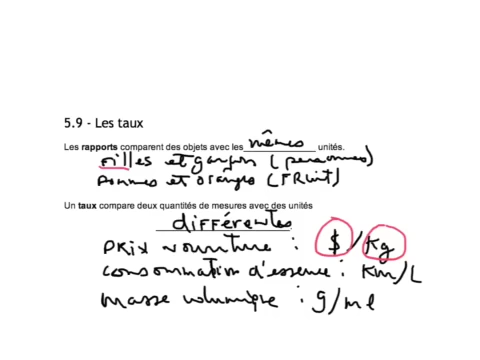 5.9 - Les taux
Les rapports comparent des objets avec les mêmes unités.
Filles et garçons (personnes)
Pommes et oranges (FRuit)
Un taux compare deux quantités de mesures avec des unités
différentes.
PRix nourriture : $/kg
consommation d'essence : Km/L
masse volumique : g/ml